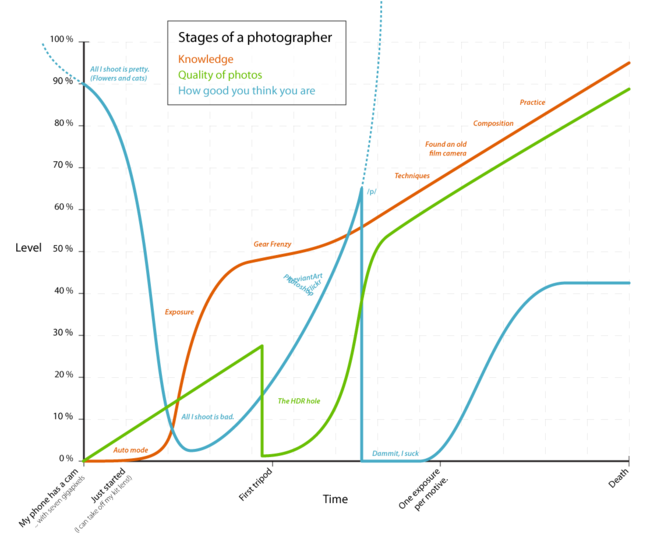 Stages of a photographer
Knowledge
Quality of photos
How good you think you are
100 %
90 %
80 %
70 %
60 %
50 %
40 %
30 %
20 %
10 %
0 %
Level
All I shoot is pretty.
(Flowers and cats)
Practice
Composition
Found an old
film camera
Techniques
/p/
Gear Frenzy
DeviantArt
Photoshop
Flickr
Exposure
The HDR hole
All I shoot is bad.
Auto mode
Dammit, I suck
My phone has a cam
... with seven gigapixels
Just started
(I can take off my kit lens!)
First tripod
Time
One exposure
per motive.
Death